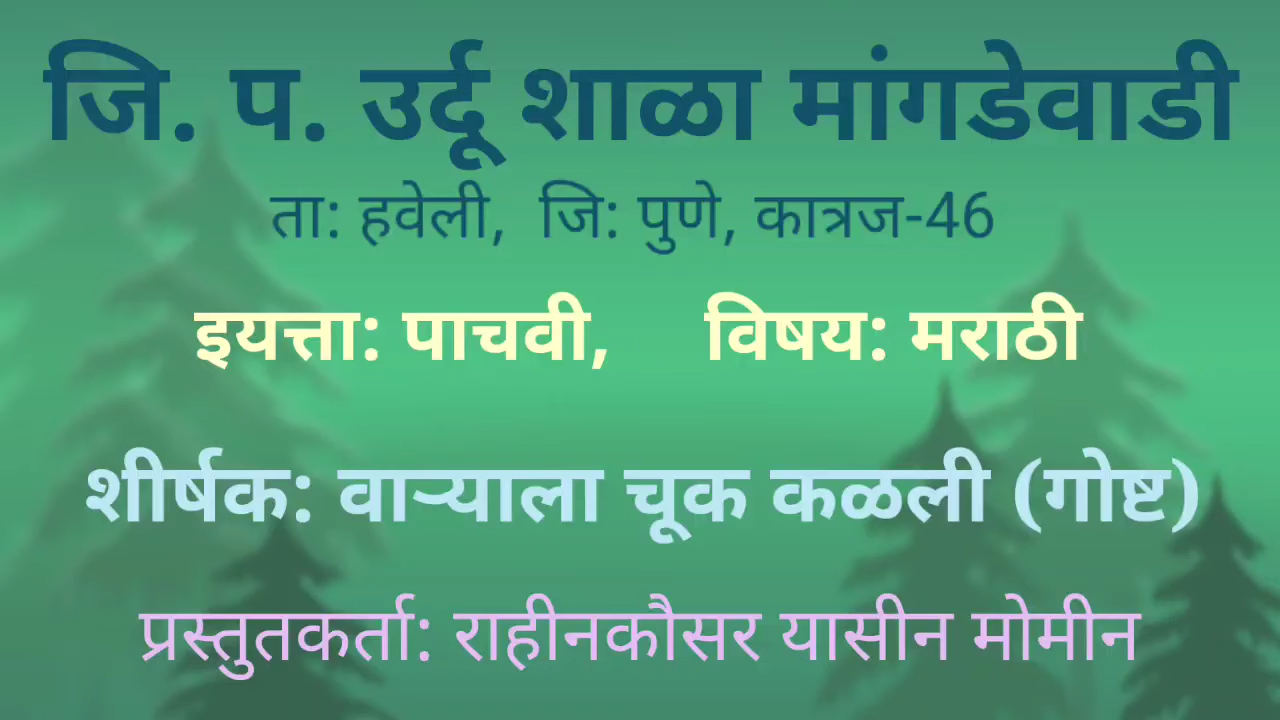 जि. प. उर्दू शाळा मांगडेवाडी
ता: हवेली, जि: पुणे, कात्रज-46
इयत्ता: पाचवी, विषय: मराठी
शीर्षक: वाऱ्याला चूक कळली (गोष्ट)
प्रस्तुतकर्ता: राहीनकौसर यासीन मोमीन